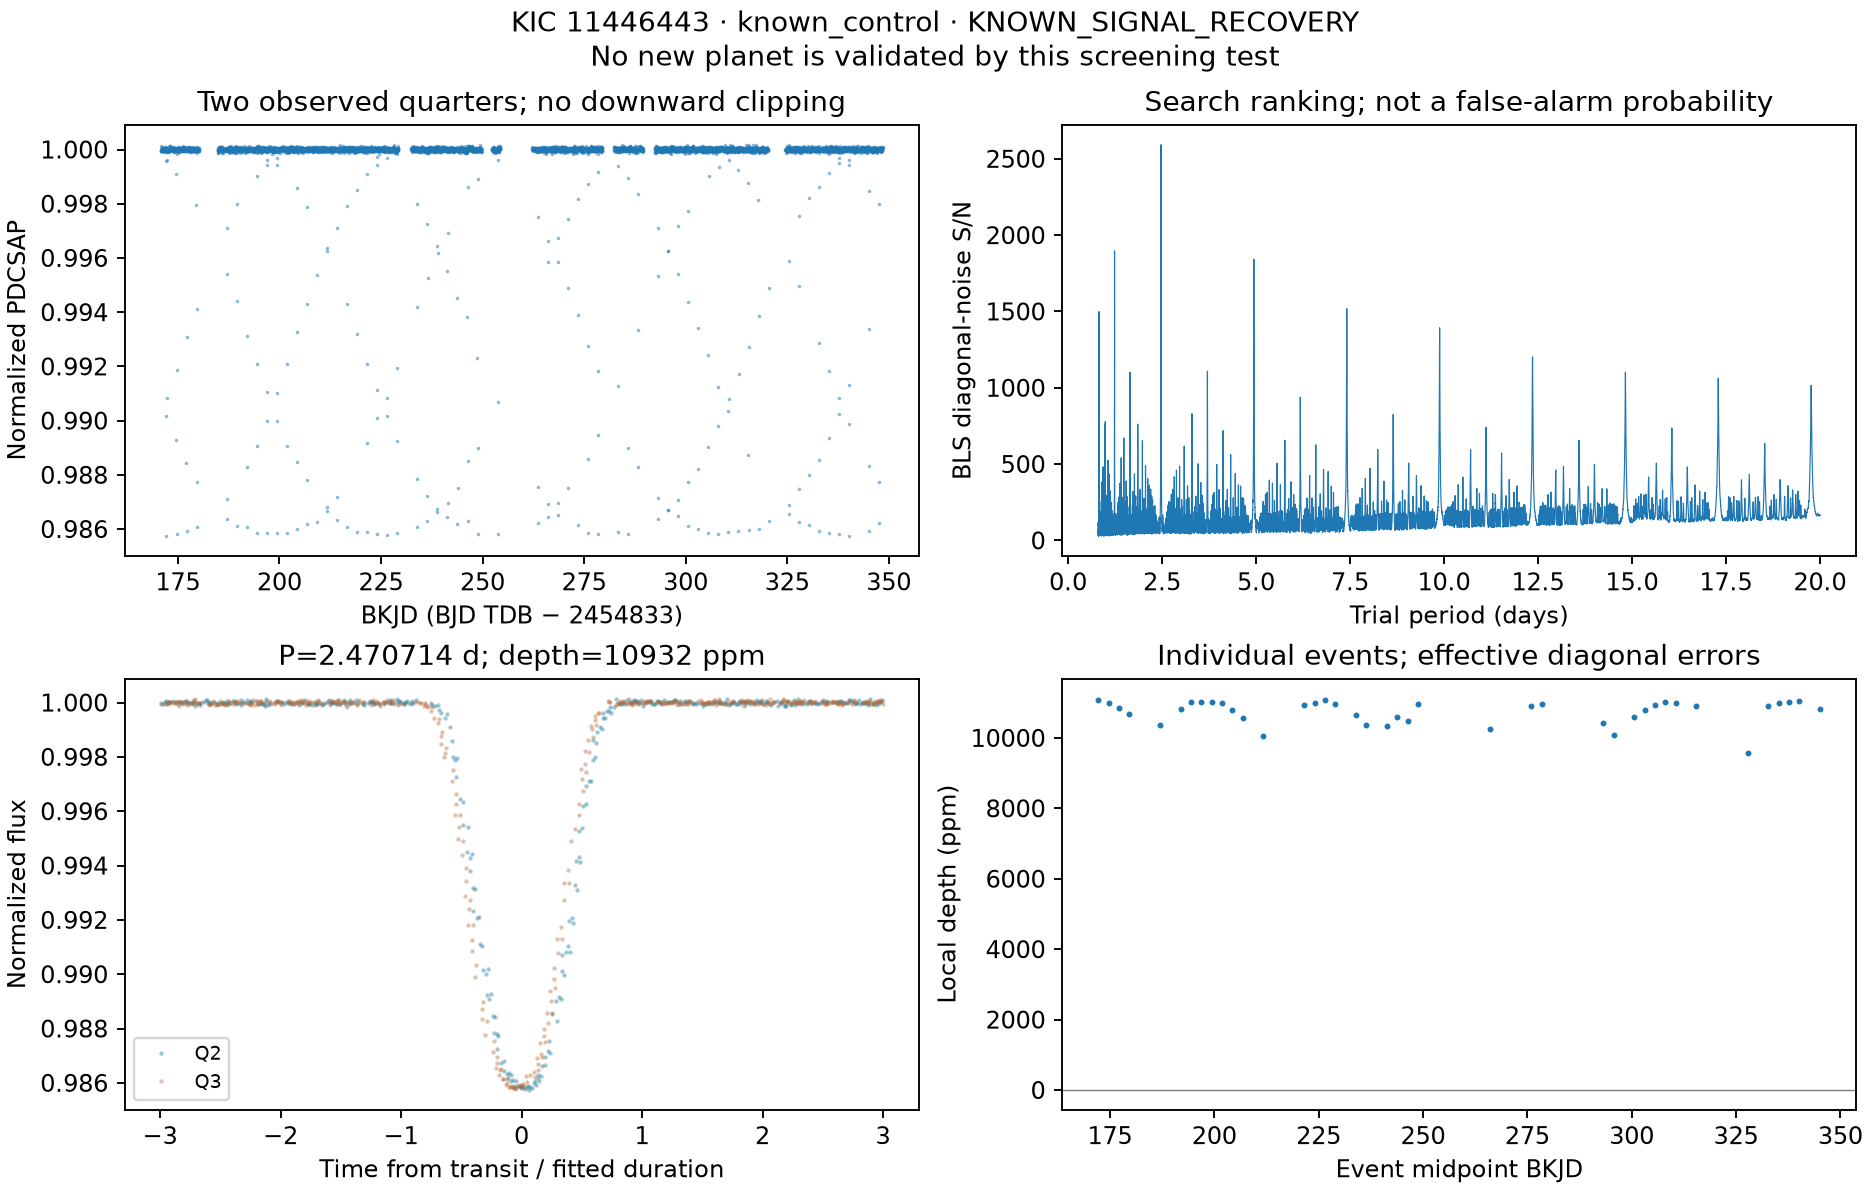 KIC 11446443 · known_control · KNOWN_SIGNAL_RECOVERY
No new planet is validated by this screening test
Two observed quarters; no downward clipping
1.000
0.998
0.996
0.994
0.992
0.990
0.988
0.986
Normalized PDCSAP
175 200 225 250 275 300 325 350
BKJD (BJD TDB − 2454833)
Search ranking; not a false-alarm probability
2500
2000
1500
1000
500
0
BLS diagonal-noise S/N
0.0 2.5 5.0 7.5 10.0 12.5 15.0 17.5 20.0
Trial period (days)
P=2.470714 d; depth=10932 ppm
1.000
0.998
0.996
0.994
0.992
0.990
0.988
0.986
Normalized flux
Q2
Q3
−3 −2 −1 0 1 2 3
Time from transit / fitted duration
Individual events; effective diagonal errors
10000
8000
6000
4000
2000
0
Local depth (ppm)
175 200 225 250 275 300 325 350
Event midpoint BKJD